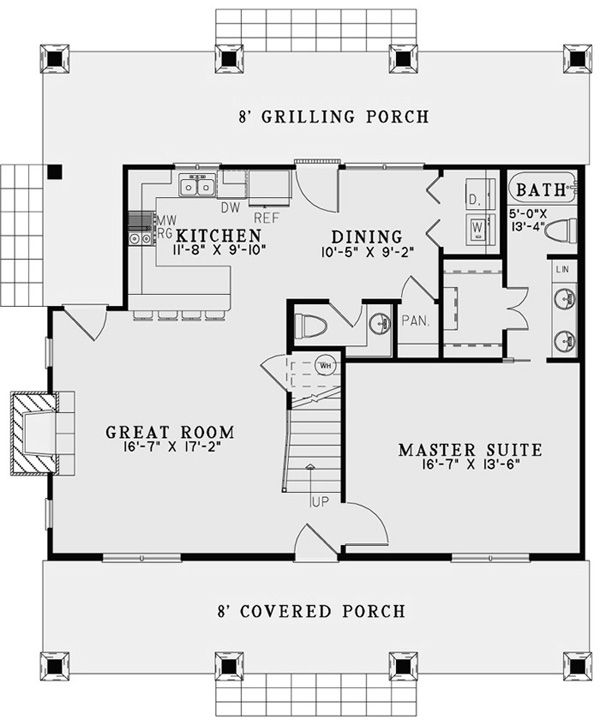 8' GRILLING PORCH
DW
REF
D.
W
BATH
5'-0"X
13'-4"
MW
RG
KITCHEN
11'-8" X 9'-10"
DINING
10'-5" X 9'-2"
LIN
PAN.
WH
GREAT ROOM
16'-7" X 17'-2"
MASTER SUITE
16'-7" X 13'-6"
UP
8' COVERED PORCH